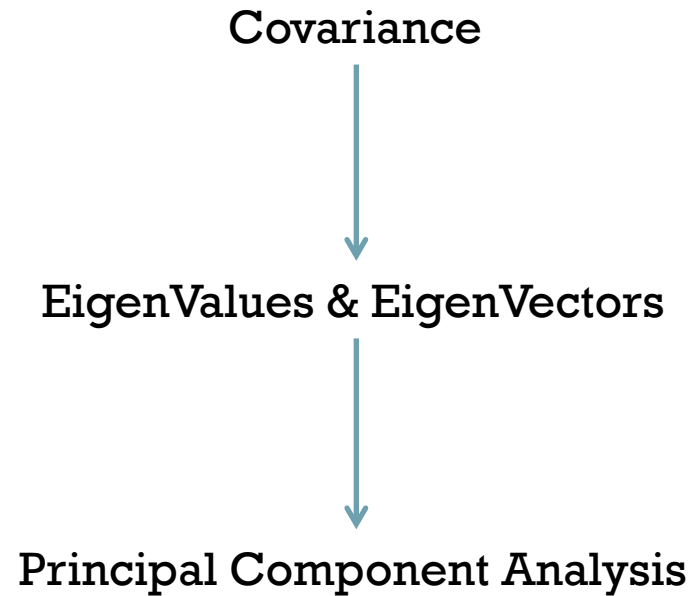 Covariance
EigenValues & EigenVectors
Principal Component Analysis